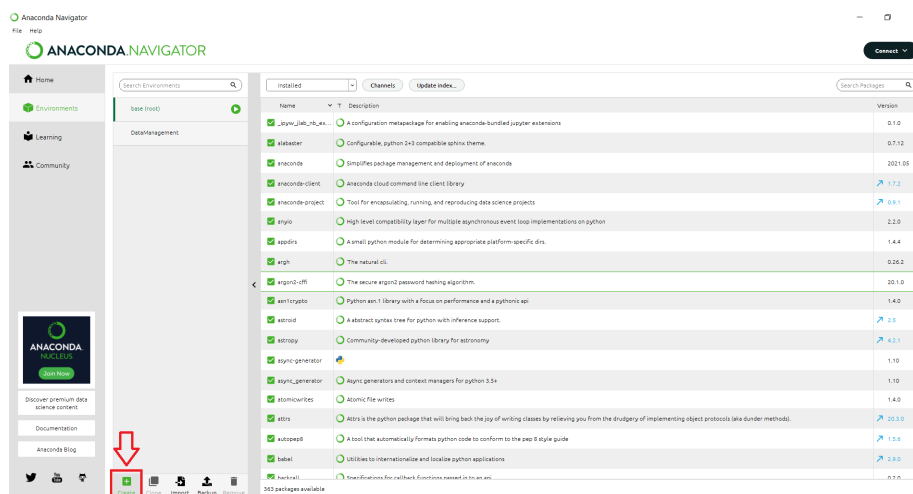 Anaconda Navigator
File Help
ANACONDA.NAVIGATOR
Connect
Home
Environments
Learning
Community
ANACONDA.
NUCLEUS
Join Now
Discover premium data
science content
Documentation
Anaconda Blog
Search Environments
base (root)
DataManagement
Create Clone Import Backup Remove
Installed Channels Update index... Search Packages
Name T Description Version
_ipyw_jlab_nb_ex... A configuration metapackage for enabling anaconda-bundled jupyter extensions 0.1.0
alabaster Configurable, python 2+3 compatible sphinx theme. 0.7.12
anaconda Simplifies package management and deployment of anaconda 2021.05
anaconda-client Anaconda cloud command line client library 1.7.2
anaconda-project Tool for encapsulating, running, and reproducing data science projects 0.9.1
anyio High level compatibility layer for multiple asynchronous event loop implementations on python 2.2.0
appdirs A small python module for determining appropriate platform-specific dirs. 1.4.4
argh The natural cli. 0.26.2
argon2-cffi The secure argon2 password hashing algorithm. 20.1.0
asn1crypto Python asn.1 library with a focus on performance and a pythonic api 1.4.0
astroid A abstract syntax tree for python with inference support. 2.5
astropy Community-developed python library for astronomy 4.2.1
async-generator 1.10
async_generator Async generators and context managers for python 3.5+ 1.10
atomicwrites Atomic file writes 1.4.0
attrs Attrs is the python package that will bring back the joy of writing classes by relieving you from the drudgery of implementing object protocols (aka dunder methods). 20.3.0
autopep8 A tool that automatically formats python code to conform to the pep 8 style guide 1.5.6
babel Utilities to internationalize and localize python applications 2.9.0
backcall Specifications for callback functions passed in to an api 0.2.0
363 packages available